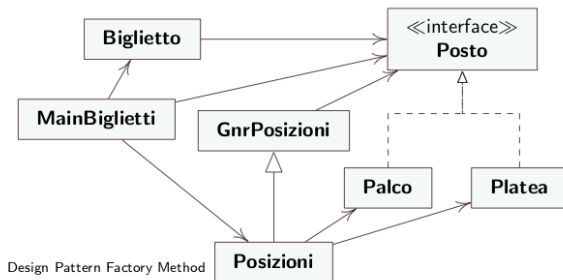 Biglietto
≪interface≫
Posto
MainBiglietti
GnrPosizioni
Palco
Platea
Design Pattern Factory Method
Posizioni